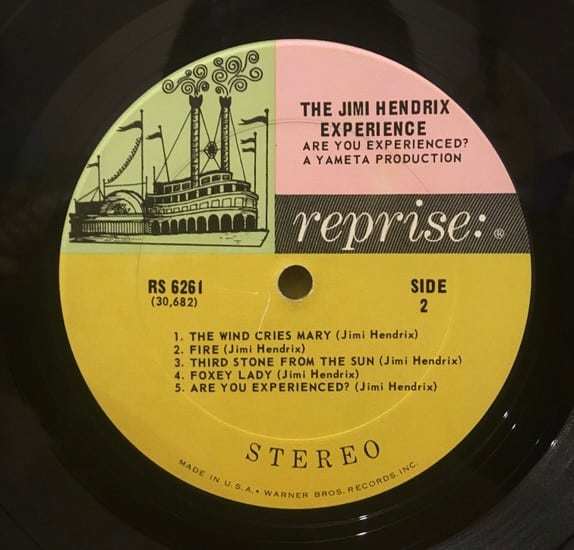 THE JIMI HENDRIX
EXPERIENCE
ARE YOU EXPERIENCED?
A YAMETA PRODUCTION
reprise: ®
RS 6261
(30,682)
SIDE
2
1. THE WIND CRIES MARY (Jimi Hendrix)
2. FIRE (Jimi Hendrix)
3. THIRD STONE FROM THE SUN (Jimi Hendrix)
4. FOXEY LADY (Jimi Hendrix)
5. ARE YOU EXPERIENCED? (Jimi Hendrix)
STEREO
MADE IN U.S.A. • WARNER BROS. RECORDS, INC.